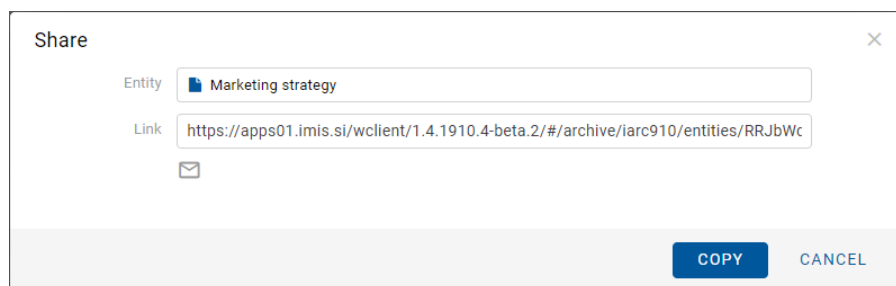 Share
Entity Marketing strategy
Link https://apps01.imis.si/wclient/1.4.1910.4-beta.2/#/archive/iarc910/entities/RRJbWc
COPY CANCEL